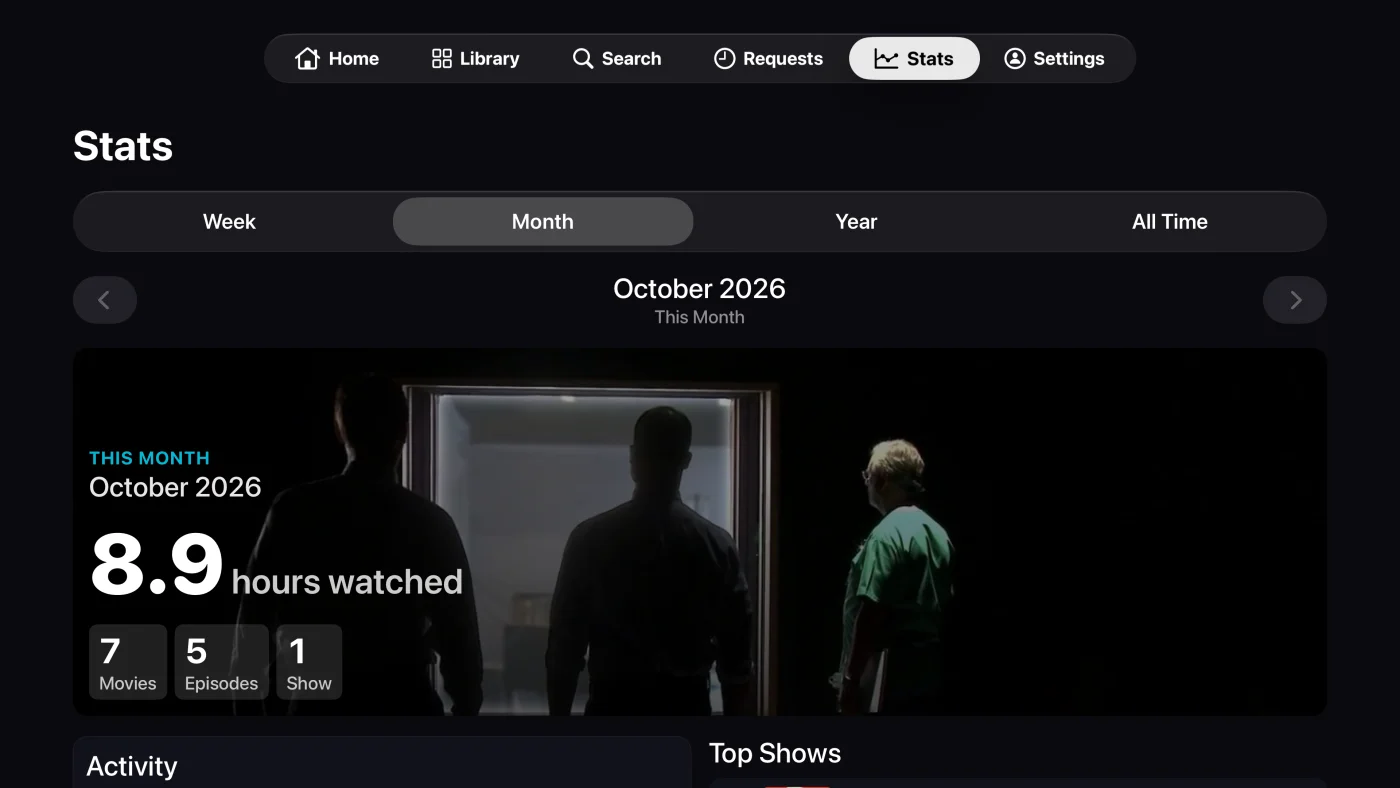 Home
Library
Search
Requests
Stats
Settings
Stats
Week
Month
Year
All Time
October 2026
This Month
THIS MONTH
October 2026
8.9 hours watched
7
Movies
5
Episodes
1
Show
Activity
Top Shows